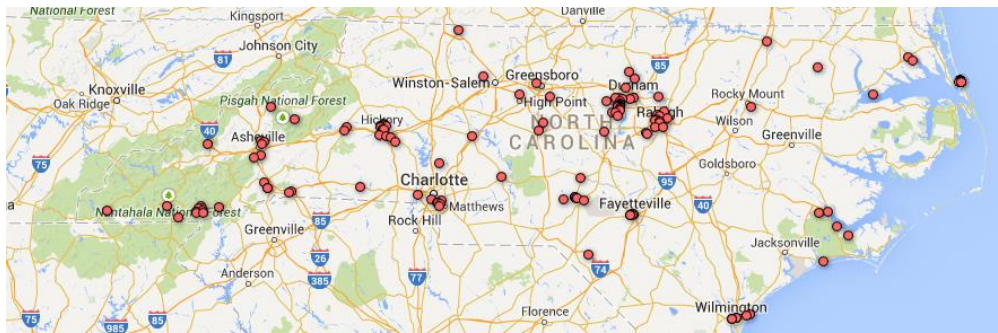 National Forest
Kingsport
Danville
Johnson City
81
Knoxville
Oak Ridge
Winston-Salem
Greensboro
Durham
85
High Point
Pisgah National Forest
Hickory
Raleigh
Rocky Mount
Wilson
Greenville
40
Asheville
NORTH
CAROLINA
75
Goldsboro
Charlotte
Matthews
95
40
Nantahala National Forest
Fayetteville
Rock Hill
85
Greenville
Jacksonville
26
385
Anderson
77
74
Wilmington
Florence
75
85
985